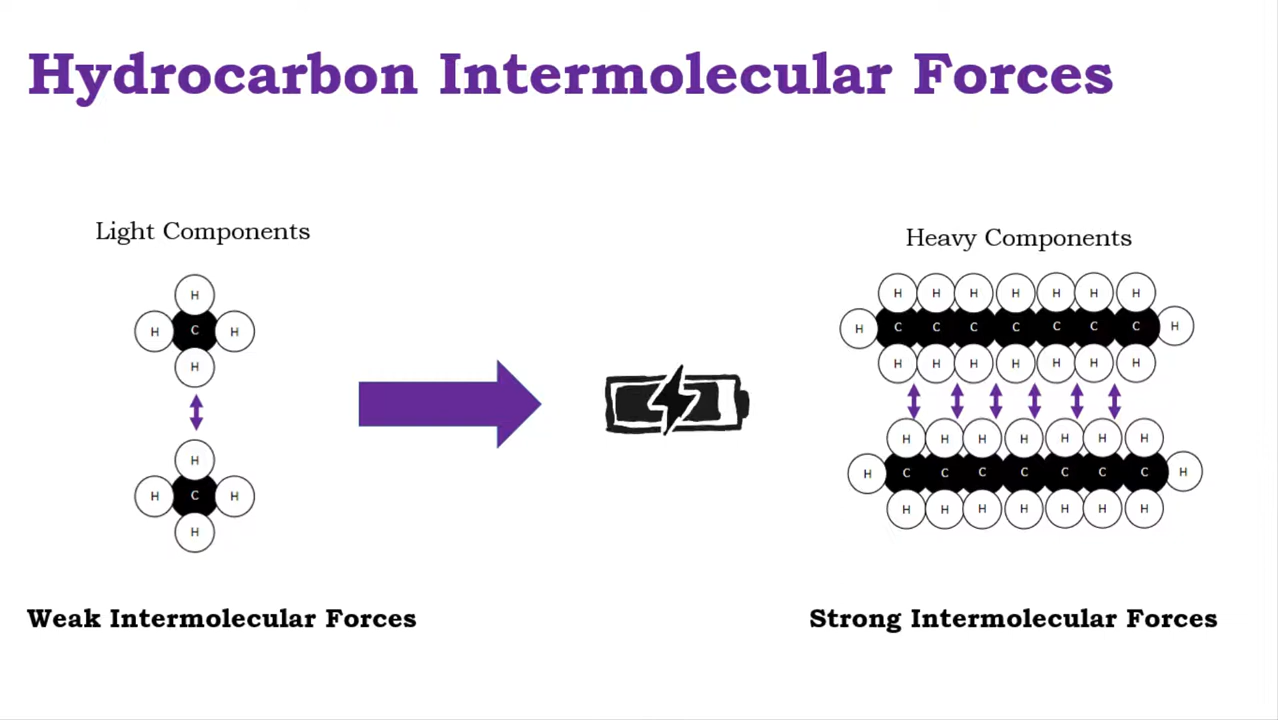 Hydrocarbon Intermolecular Forces
Light Components
Heavy Components
H
H C H
H
H
H C H
H
H H H H H H H
H C C C C C C C H
H H H H H H H
H H H H H H H
H C C C C C C C H
H H H H H H H
Weak Intermolecular Forces
Strong Intermolecular Forces